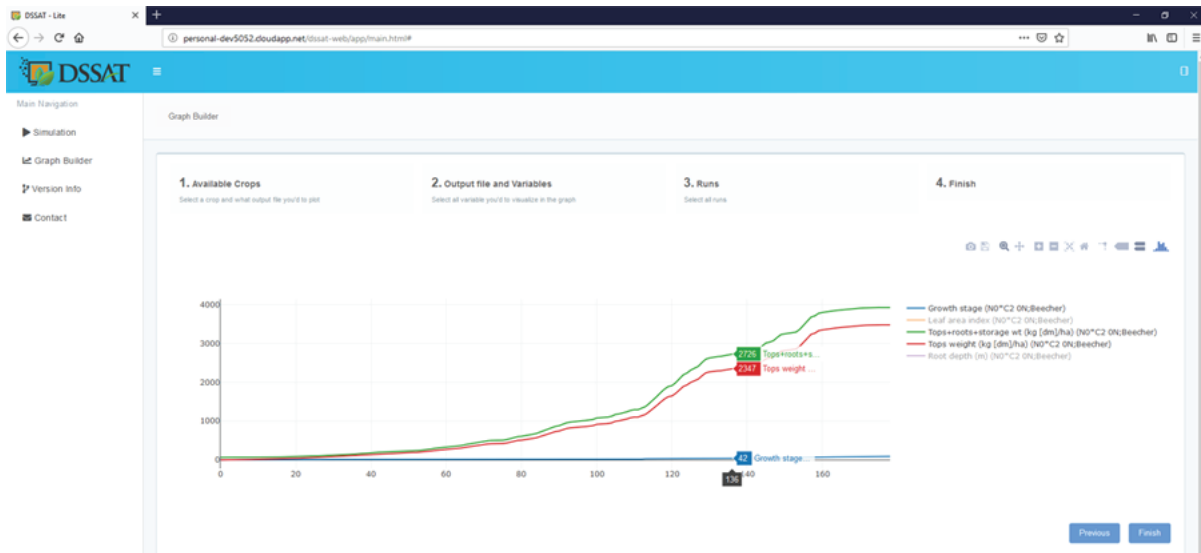 DSSAT - Lite
personal-dev5052.cloudapp.net/dssat-web/app/main.html#
DSSAT
Main Navigation
Simulation
Graph Builder
Version Info
Contact
Graph Builder
1. Available Crops
Select a crop and what output file you'd to plot
2. Output file and Variables
Select all variable you'd to visualize in the graph
3. Runs
Select all runs
4. Finish
4000
3000
2000
1000
0
0 20 40 60 80 100 120 140 160
2726 Tops+roots+s...
2347 Tops weight ...
42 Growth stage...
136
Growth stage (N0*C2 0N;Beecher)
Leaf area index (N0*C2 0N;Beecher)
Tops+roots+storage wt (kg [dm]/ha) (N0*C2 0N;Beecher)
Tops weight (kg [dm]/ha) (N0*C2 0N;Beecher)
Root depth (m) (N0*C2 0N;Beecher)
Previous Finish